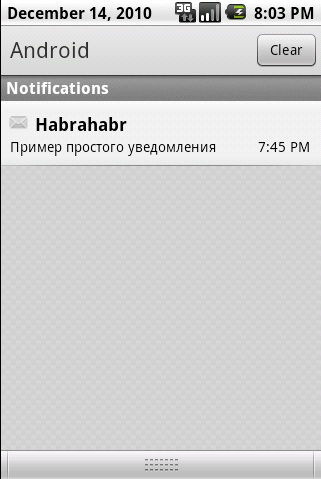 December 14, 2010 3G 8:03 PM
Android Clear
Notifications
Habrahabr
Пример простого уведомления 7:45 PM